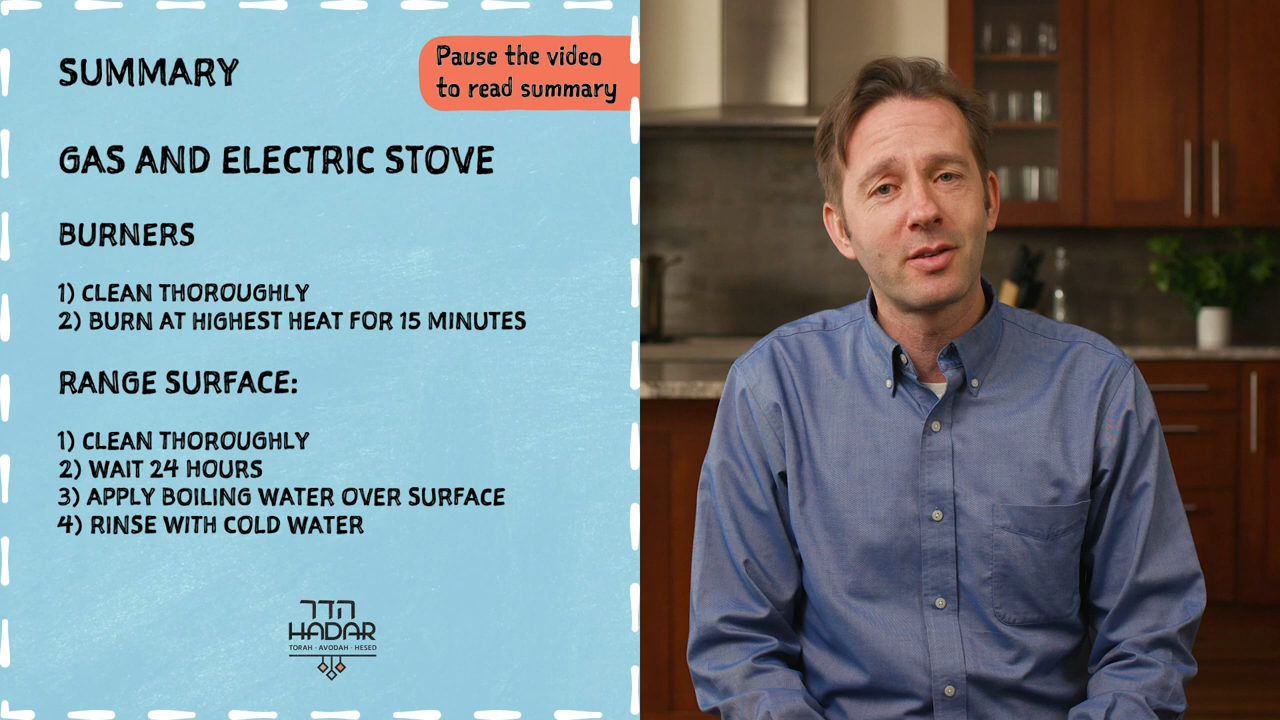 SUMMARY
Pause the video
to read summary
GAS AND ELECTRIC STOVE
BURNERS
1) CLEAN THOROUGHLY
2) BURN AT HIGHEST HEAT FOR 15 MINUTES
RANGE SURFACE:
1) CLEAN THOROUGHLY
2) WAIT 24 HOURS
3) APPLY BOILING WATER OVER SURFACE
4) RINSE WITH COLD WATER
הדר
HADAR
TORAH · AVODAH · HESED